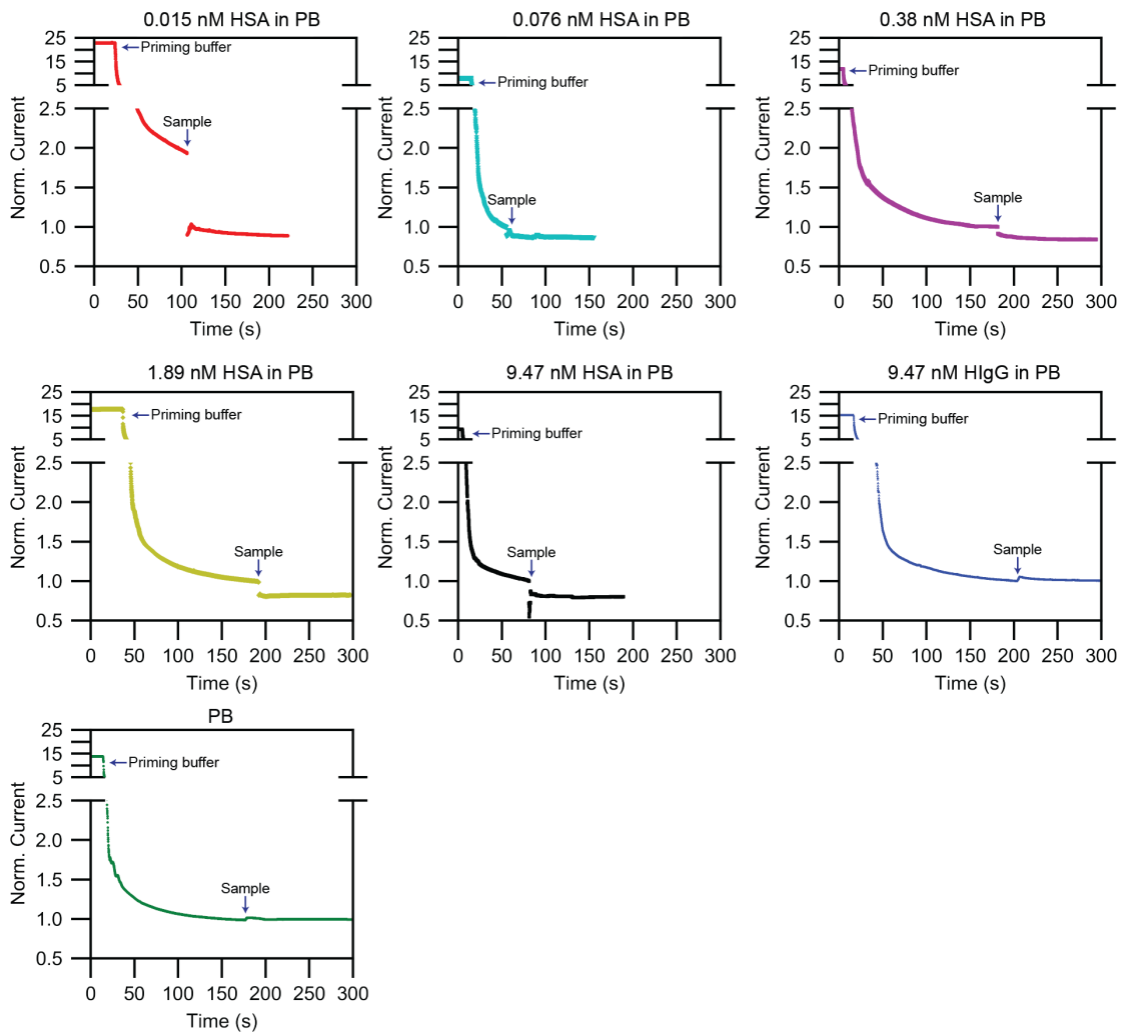 0.015 nM HSA in PB
25
15
5
2.5
2.0
1.5
1.0
0.5
Norm. Current
Priming buffer
Sample
0 50 100 150 200 250 300
Time (s)
0.076 nM HSA in PB
25
15
5
2.5
2.0
1.5
1.0
0.5
Norm. Current
Priming buffer
Sample
0 50 100 150 200 250 300
Time (s)
0.38 nM HSA in PB
25
15
5
2.5
2.0
1.5
1.0
0.5
Norm. Current
Priming buffer
Sample
0 50 100 150 200 250 300
Time (s)
1.89 nM HSA in PB
25
15
5
2.5
2.0
1.5
1.0
0.5
Norm. Current
Priming buffer
Sample
0 50 100 150 200 250 300
Time (s)
9.47 nM HSA in PB
25
15
5
2.5
2.0
1.5
1.0
0.5
Norm. Current
Priming buffer
Sample
0 50 100 150 200 250 300
Time (s)
9.47 nM HIgG in PB
25
15
5
2.5
2.0
1.5
1.0
0.5
Norm. Current
Priming buffer
Sample
0 50 100 150 200 250 300
Time (s)
PB
25
15
5
2.5
2.0
1.5
1.0
0.5
Norm. Current
Priming buffer
Sample
0 50 100 150 200 250 300
Time (s)